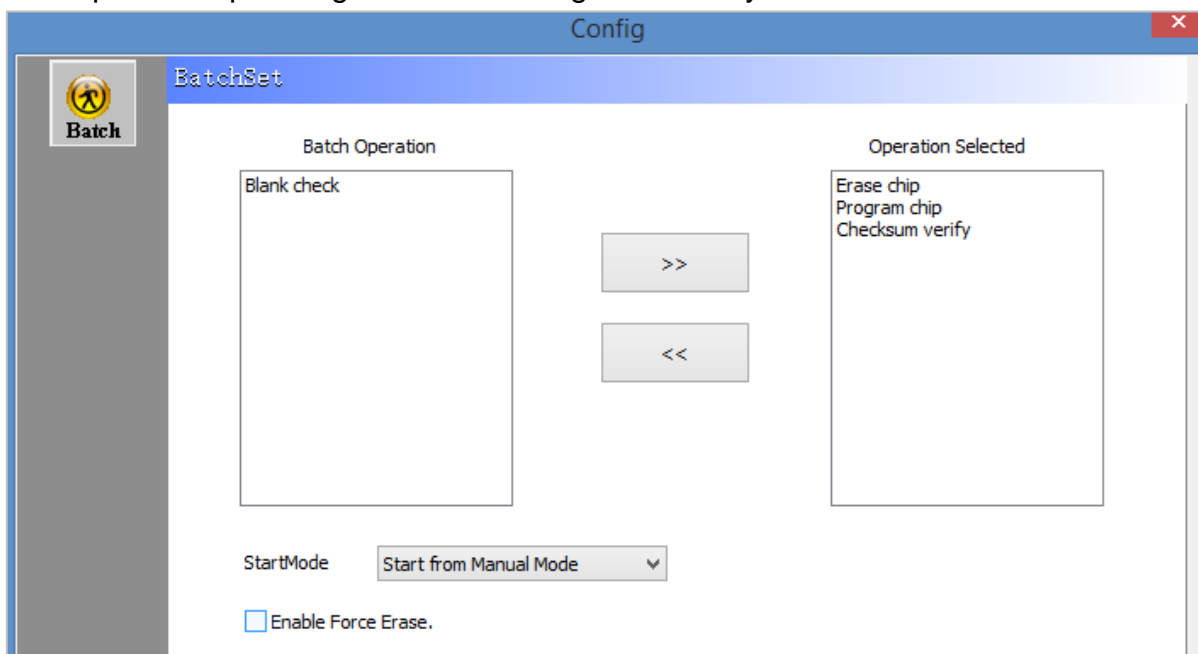 Config
BatchSet
Batch
Batch Operation
Operation Selected
Blank check
Erase chip
Program chip
Checksum verify
>>
<<
StartMode
Start from Manual Mode
Enable Force Erase.